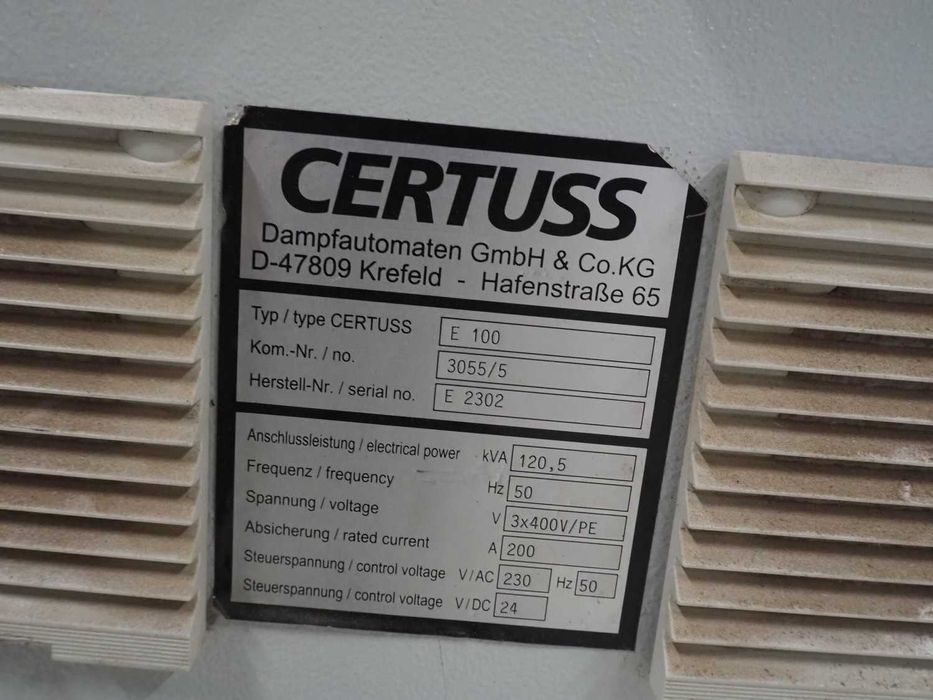 CERTUSS
Dampfautomaten GmbH & Co.KG
D-47809 Krefeld - Hafenstraße 65
Typ / type CERTUSS E 100
Kom.-Nr. / no. 3055/5
Herstell-Nr. / serial no. E 2302
Anschlussleistung / electrical power kVA 120,5
Frequenz / frequency Hz 50
Spannung / voltage V 3x400V/PE
Absicherung / rated current A 200
Steuerspannung / control voltage V/AC 230 Hz 50
Steuerspannung / control voltage V/DC 24